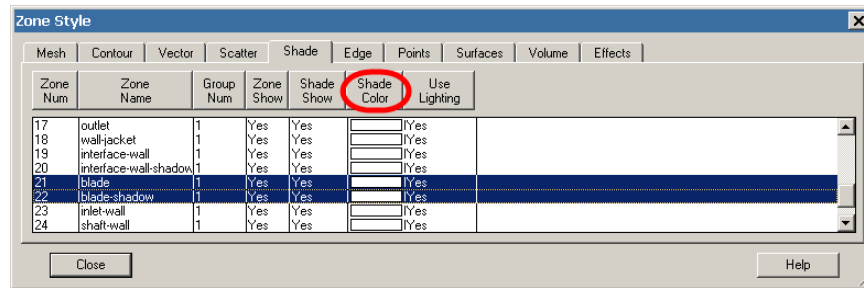 Zone Style
Mesh Contour Vector Scatter Shade Edge Points Surfaces Volume Effects
Zone Num Zone Name Group Num Zone Show Shade Show Shade Color Use Lighting
17 outlet 1 Yes Yes Yes
18 wall-jacket 1 Yes Yes Yes
19 interface-wall 1 Yes Yes Yes
20 interface-wall-shadow 1 Yes Yes Yes
21 blade 1 Yes Yes Yes
22 blade-shadow 1 Yes Yes Yes
23 inlet-wall 1 Yes Yes Yes
24 shaft-wall 1 Yes Yes Yes
Close Help